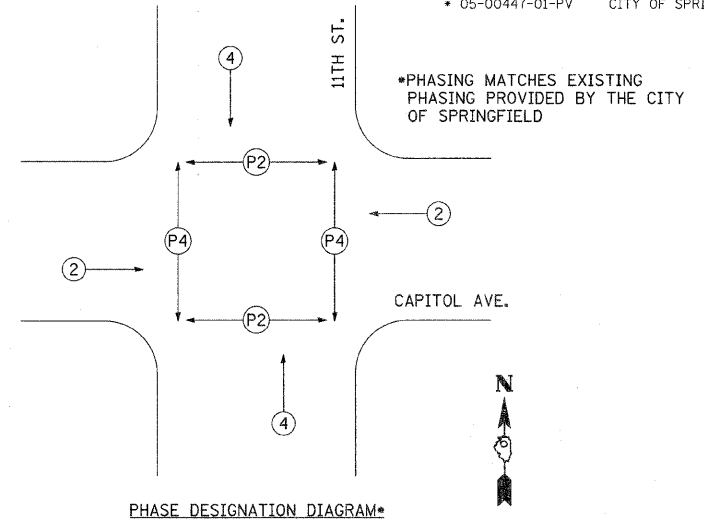 * 05-00447-01-PV CITY OF SPRI
11TH ST.
4
*PHASING MATCHES EXISTING
PHASING PROVIDED BY THE CITY
OF SPRINGFIELD
P2
2
P4
P4
2
CAPITOL AVE.
P2
N
4
PHASE DESIGNATION DIAGRAM*